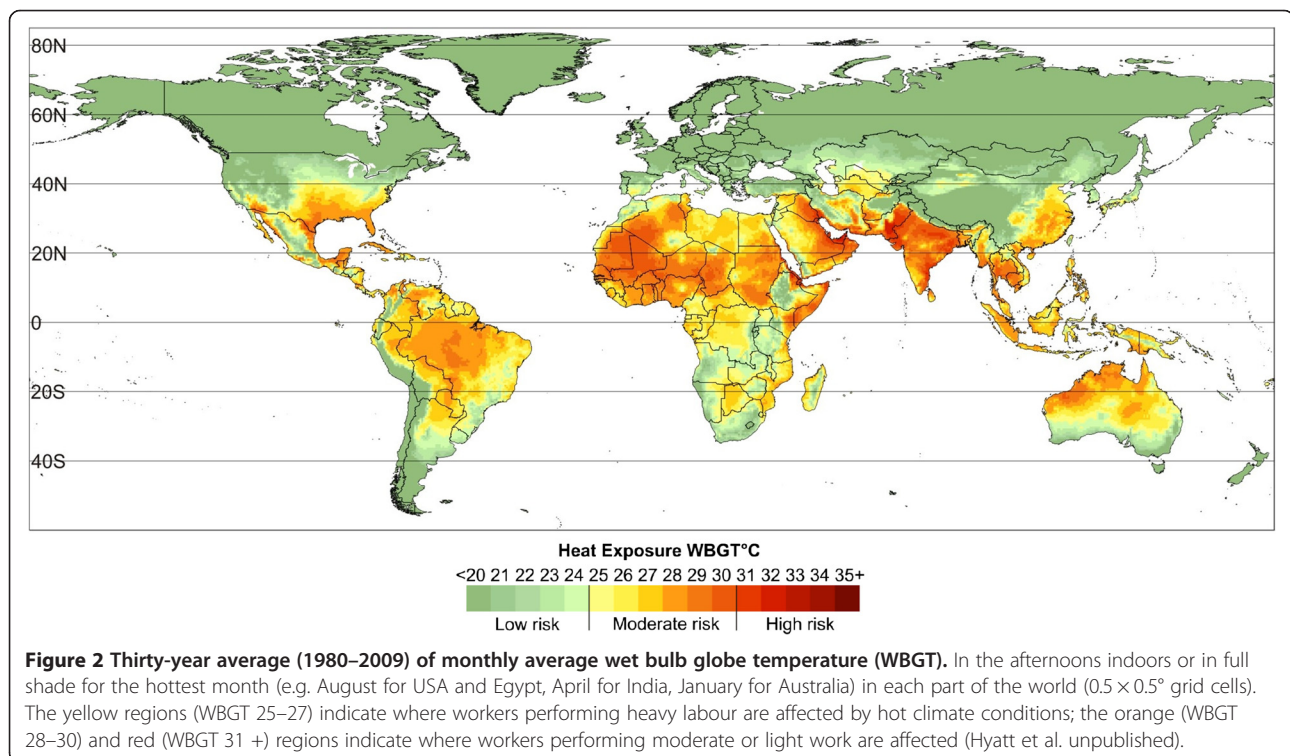 80N
60N
40N
20N
0
20S
40S
Heat Exposure WBGT°C
<20 21 22 23 24 25 26 27 28 29 30 31 32 33 34 35+
Low risk Moderate risk High risk
Figure 2 Thirty-year average (1980–2009) of monthly average wet bulb globe temperature (WBGT). In the afternoons indoors or in full
shade for the hottest month (e.g. August for USA and Egypt, April for India, January for Australia) in each part of the world (0.5 × 0.5° grid cells).
The yellow regions (WBGT 25–27) indicate where workers performing heavy labour are affected by hot climate conditions; the orange (WBGT
28–30) and red (WBGT 31 +) regions indicate where workers performing moderate or light work are affected (Hyatt et al. unpublished).